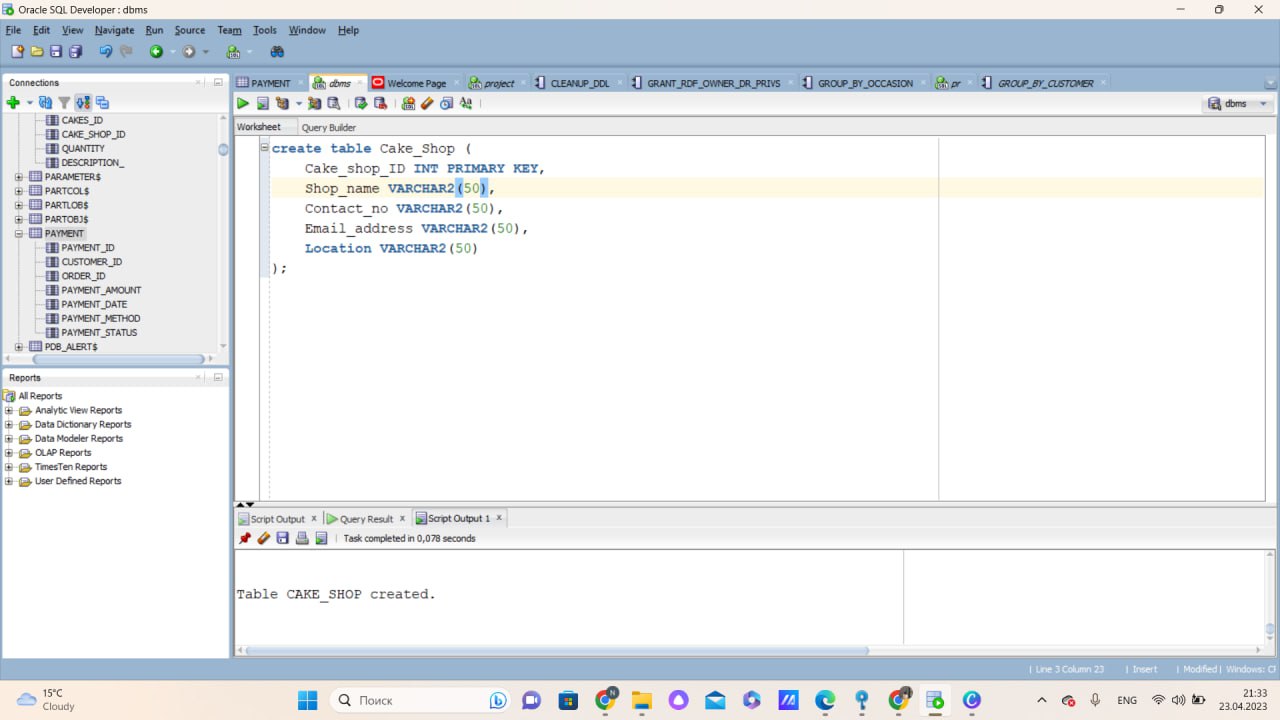 Oracle SQL Developer : dbms
File Edit View Navigate Run Source Team Tools Window Help
Connections
CAKES_ID
CAKE_SHOP_ID
QUANTITY
DESCRIPTION_
PARAMETER$
PARTCOL$
PARTLOB$
PARTOBJ$
PAYMENT
PAYMENT_ID
CUSTOMER_ID
ORDER_ID
PAYMENT_AMOUNT
PAYMENT_DATE
PAYMENT_METHOD
PAYMENT_STATUS
PDB_ALERT$
Reports
All Reports
Analytic View Reports
Data Dictionary Reports
Data Modeler Reports
OLAP Reports
TimesTen Reports
User Defined Reports
PAYMENT dbms Welcome Page project CLEANUP_DDL GRANT_RDF_OWNER_DR_PRIVS GROUP_BY_OCCASION pr GROUP_BY_CUSTOMER
dbms
Worksheet Query Builder
create table Cake_Shop (
Cake_shop_ID INT PRIMARY KEY,
Shop_name VARCHAR2(50),
Contact_no VARCHAR2(50),
Email_address VARCHAR2(50),
Location VARCHAR2(50)
);
Script Output Query Result Script Output 1
Task completed in 0,078 seconds
Table CAKE_SHOP created.
Line 3 Column 23 Insert Modified Windows:
15°C
Cloudy
Поиск
ENG
21:33
23.04.2023